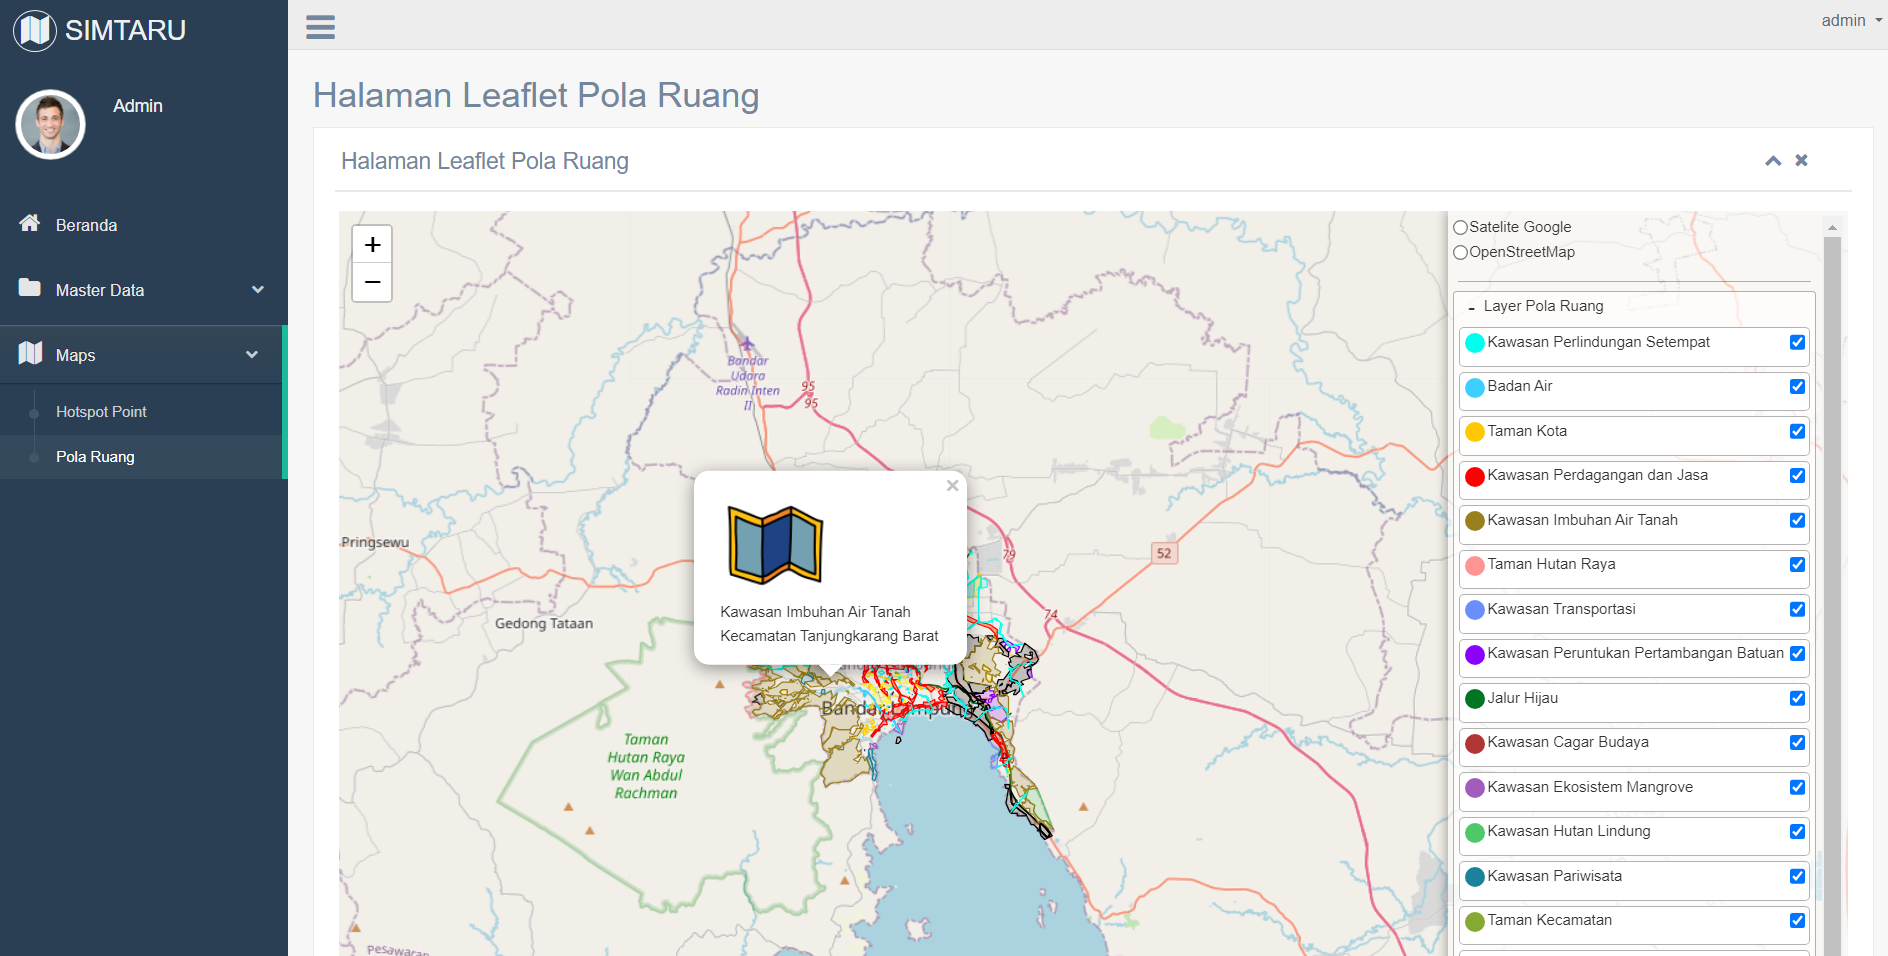 SIMTARU
admin
Admin
Beranda
Master Data
Maps
Hotspot Point
Pola Ruang
Halaman Leaflet Pola Ruang
Halaman Leaflet Pola Ruang
+
−
Bandar
Udara
Radin Inten
II
95
95
Pringsewu
79
52
74
Gedong Tataan
Kawasan Imbuhan Air Tanah
Kecamatan Tanjungkarang Barat
Bandar Lampung
Taman
Hutan Raya
Wan Abdul
Rachman
Pesawaran
Satelite Google
OpenStreetMap
- Layer Pola Ruang
Kawasan Perlindungan Setempat
Badan Air
Taman Kota
Kawasan Perdagangan dan Jasa
Kawasan Imbuhan Air Tanah
Taman Hutan Raya
Kawasan Transportasi
Kawasan Peruntukan Pertambangan Batuan
Jalur Hijau
Kawasan Cagar Budaya
Kawasan Ekosistem Mangrove
Kawasan Hutan Lindung
Kawasan Pariwisata
Taman Kecamatan